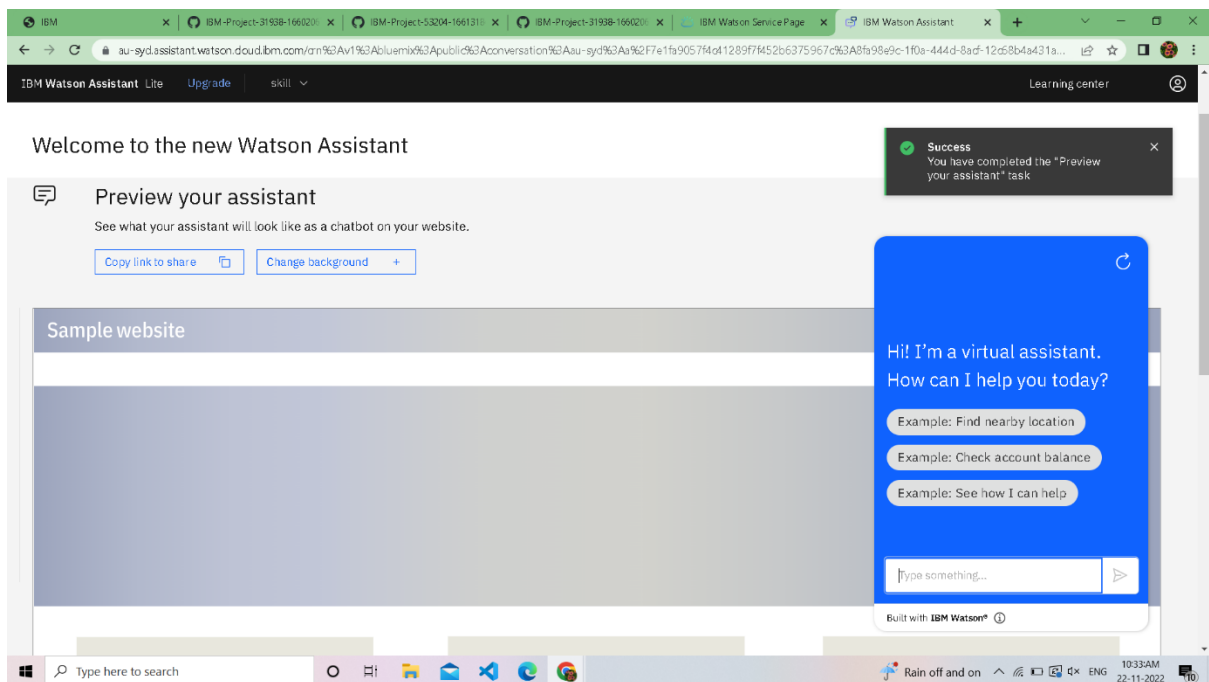 IBM
IBM-Project-31938-1660206
IBM-Project-53204-1661318
IBM-Project-31938-1660206
IBM Watson Service Page
IBM Watson Assistant
IBM Watson Assistant Lite Upgrade skill Learning center
Welcome to the new Watson Assistant
Success
You have completed the "Preview
your assistant" task
Preview your assistant
See what your assistant will look like as a chatbot on your website.
Copy link to share
Change background +
Sample website
Hi! I'm a virtual assistant.
How can I help you today?
Example: Find nearby location
Example: Check account balance
Example: See how I can help
Type something...
Built with IBM Watson®
Type here to search
Rain off and on
ENG
10:33 AM
22-11-2022